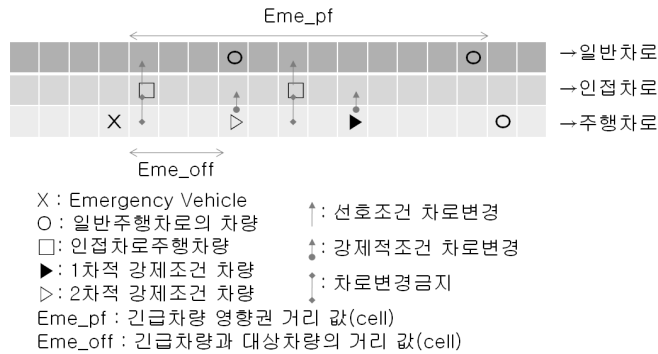 Eme_pf
→일반차로
→인접차로
→주행차로
X
Eme_off
X : Emergency Vehicle
O : 일반주행차로의 차량
□: 인접차로주행차량
▶: 1차적 강제조건 차량
▷: 2차적 강제조건 차량
: 선호조건 차로변경
: 강제적조건 차로변경
: 차로변경금지
Eme_pf : 긴급차량 영향권 거리 값(cell)
Eme_off : 긴급차량과 대상차량의 거리 값(cell)